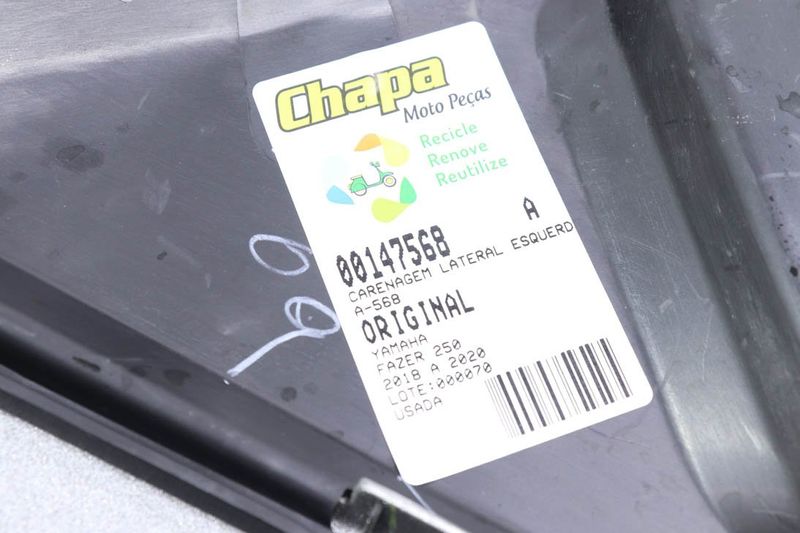 Chapa
Moto Peças
Recicle
Renove
Reutilize
00147568 A
CARENAGEM LATERAL ESQUERD
A-568
ORIGINAL
YAMAHA
FAZER 250
2018 A 2020
LOTE:000070
USADA